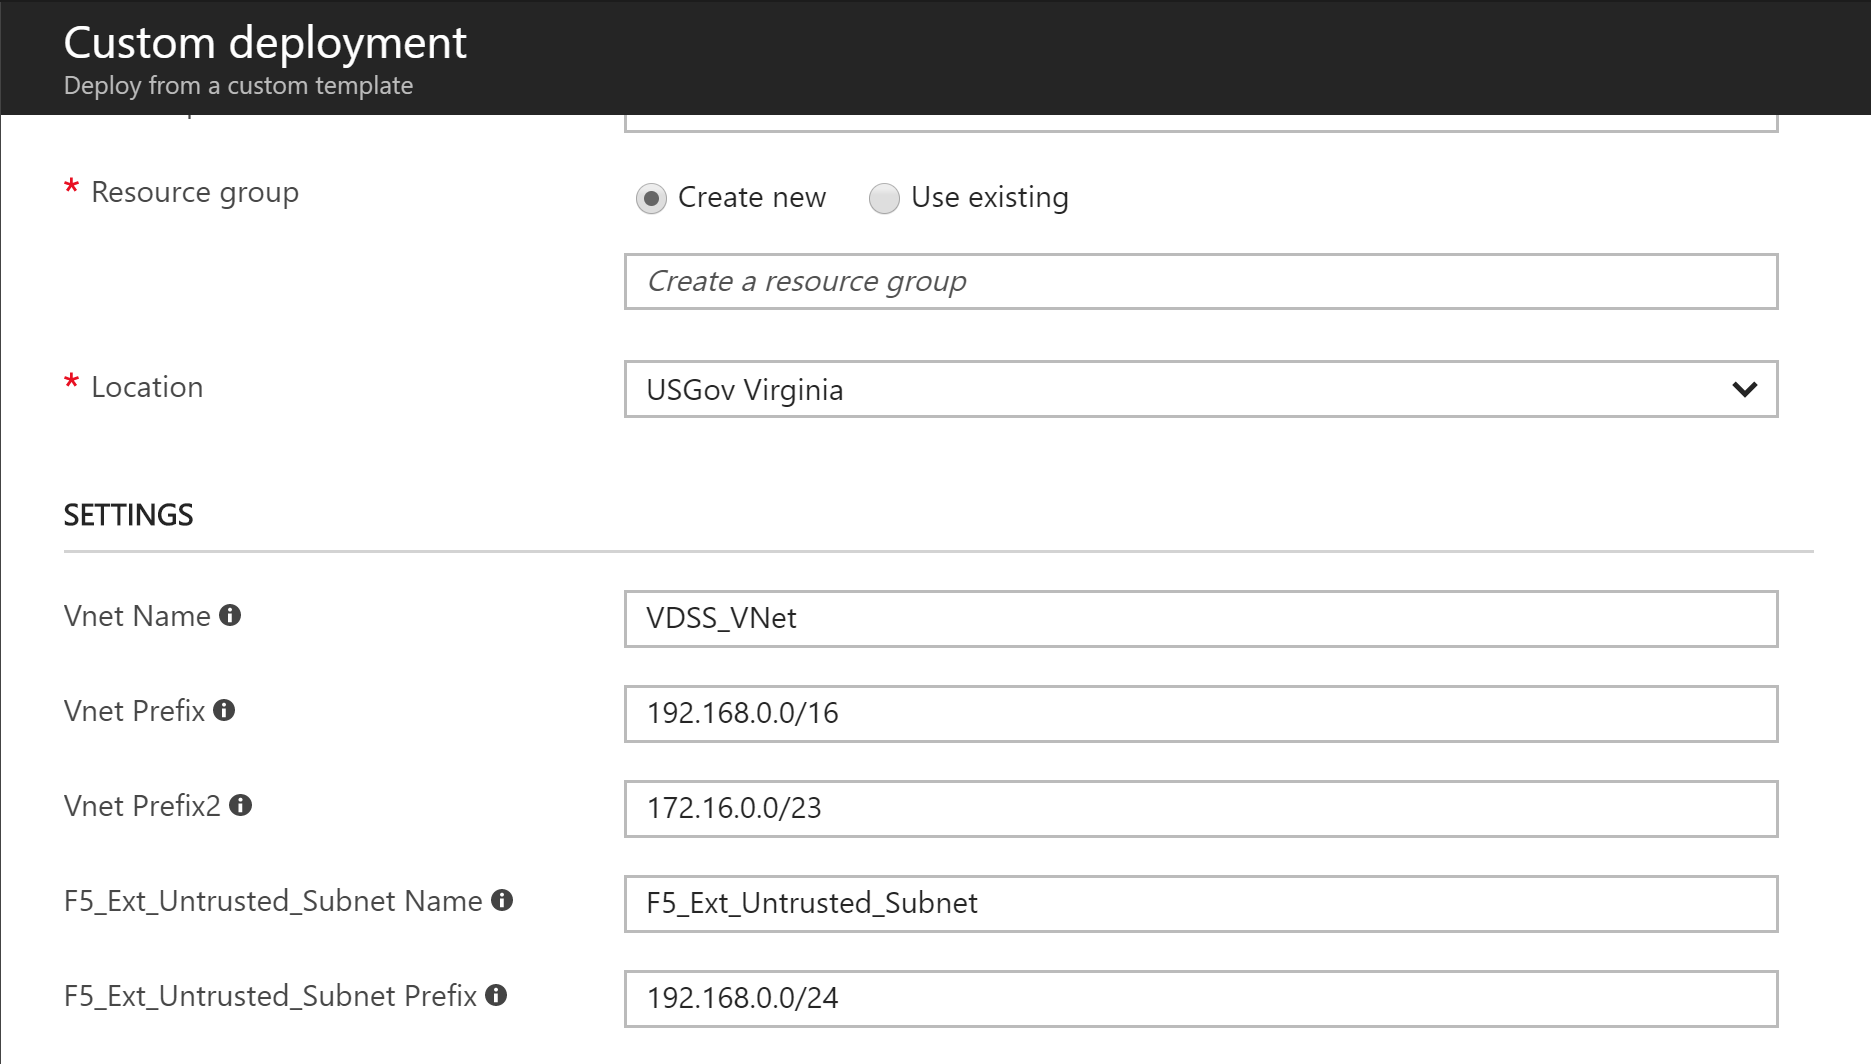 Custom deployment
Deploy from a custom template
* Resource group
Create new Use existing
Create a resource group
* Location USGov Virginia
SETTINGS
Vnet Name VDSS_VNet
Vnet Prefix 192.168.0.0/16
Vnet Prefix2 172.16.0.0/23
F5_Ext_Untrusted_Subnet Name F5_Ext_Untrusted_Subnet
F5_Ext_Untrusted_Subnet Prefix 192.168.0.0/24